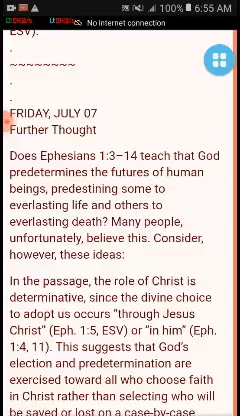 100% 6:55 AM
No internet connection
ESV).
.
~~~~~~~~
.
.
FRIDAY, JULY 07
Further Thought
Does Ephesians 1:3–14 teach that God
predetermines the futures of human
beings, predestining some to
everlasting life and others to
everlasting death? Many people,
unfortunately, believe this. Consider,
however, these ideas:
In the passage, the role of Christ is
determinative, since the divine choice
to adopt us occurs “through Jesus
Christ” (Eph. 1:5, ESV) or “in him” (Eph.
1:4, 11). This suggests that God’s
election and predetermination are
exercised toward all who choose faith
in Christ rather than selecting who will
be saved or lost on a case-by-case